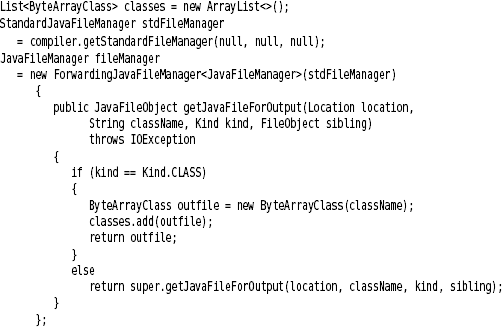 List<ByteArrayClass> classes = new ArrayList<>();
StandardJavaFileManager stdFileManager
   = compiler.getStandardFileManager(null, null, null);
JavaFileManager fileManager
   = new ForwardingJavaFileManager<JavaFileManager>(stdFileManager)
      {
         public JavaFileObject getJavaFileForOutput(Location location,
               String className, Kind kind, FileObject sibling)
               throws IOException
         {
            if (kind == Kind.CLASS)
            {
               ByteArrayClass outfile = new ByteArrayClass(className);
               classes.add(outfile);
               return outfile;
            }
            else
               return super.getJavaFileForOutput(location, className, kind, sibling);
         }
      };